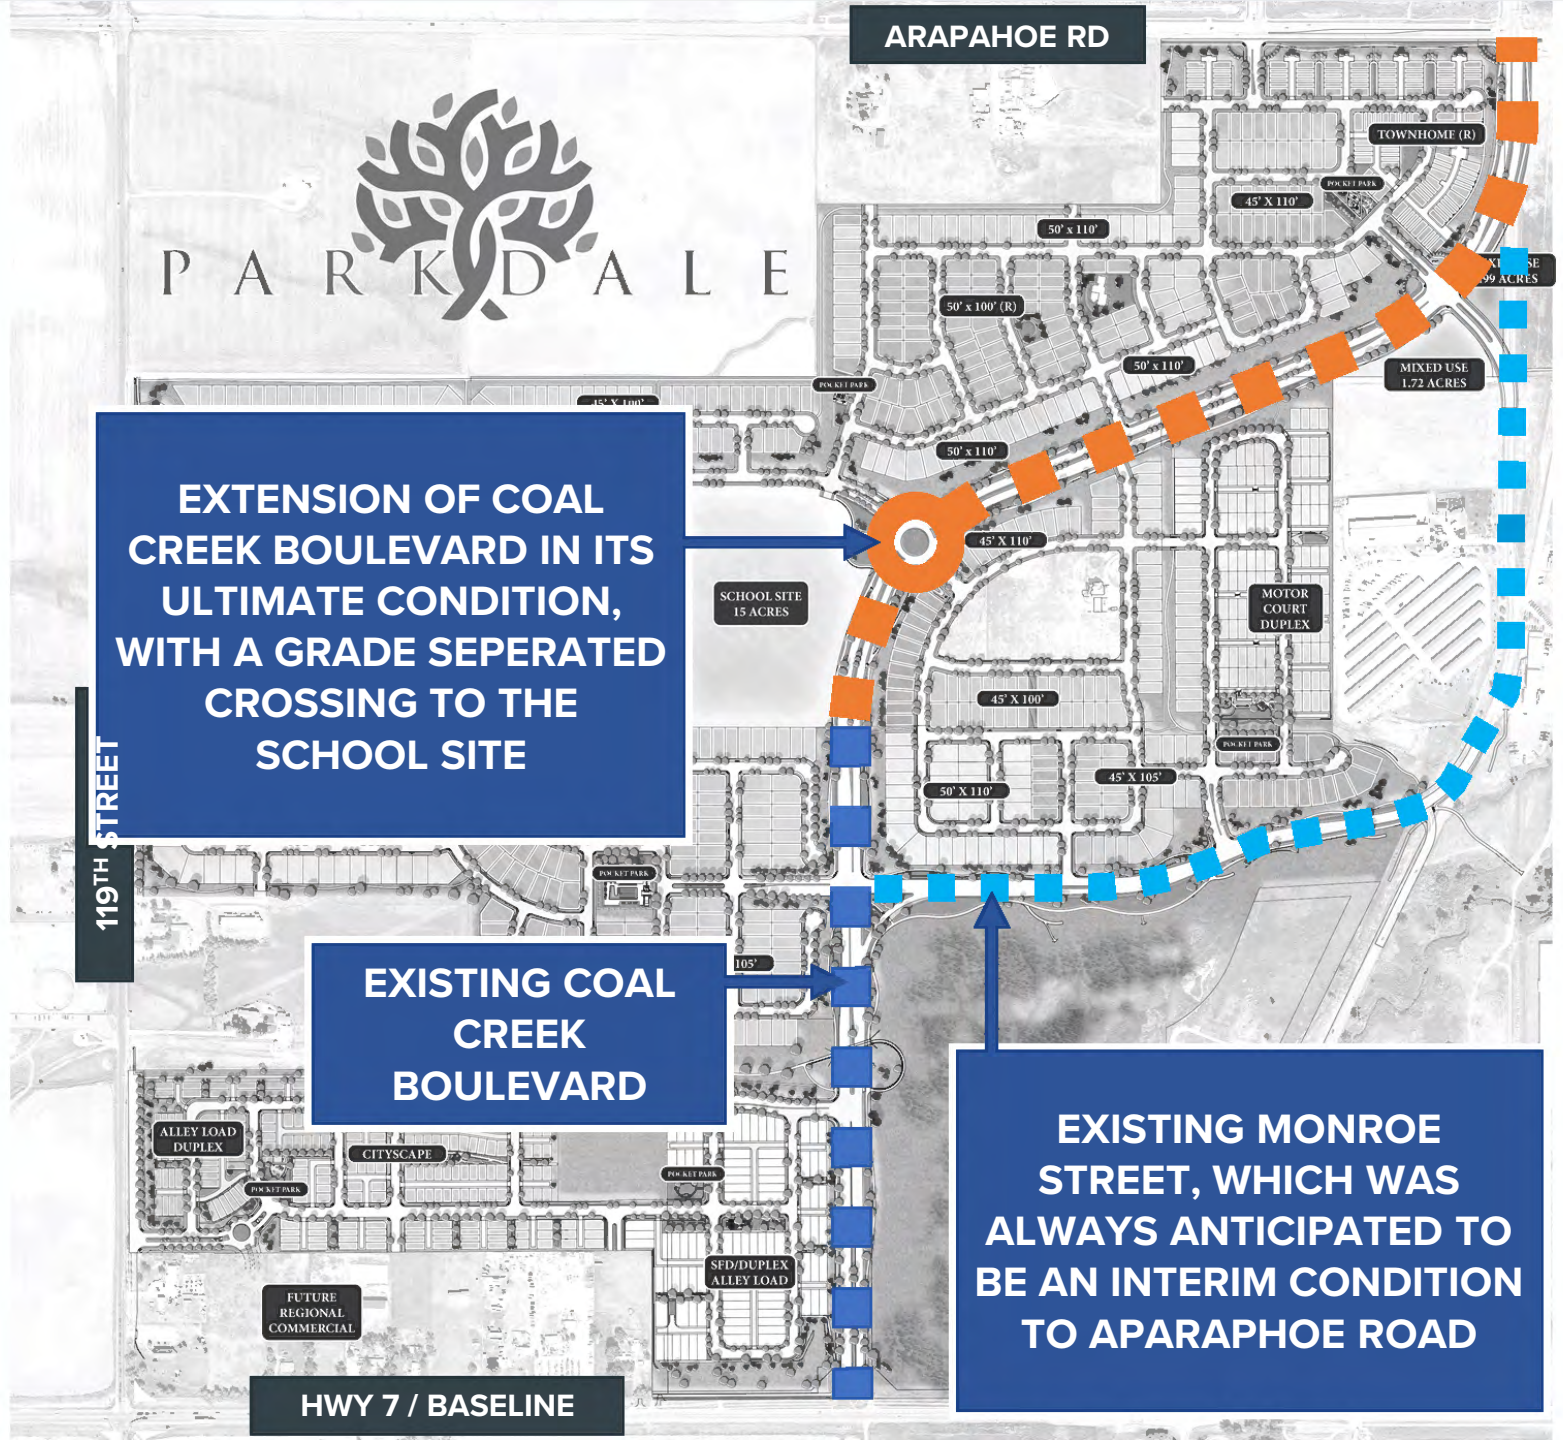 ARAPAHOE RD
TOWNHOME (R)
POCKET PARK
45' X 110'
50' x 110'
PARKDALE
99 ACRES
50' x 100' (R)
50' x 110'
MIXED USE
1.72 ACRES
POCKET PARK
45' X 100'
50' x 110'
EXTENSION OF COAL
CREEK BOULEVARD IN ITS
ULTIMATE CONDITION,
WITH A GRADE SEPERATED
CROSSING TO THE
SCHOOL SITE
45' X 110'
SCHOOL SITE
15 ACRES
MOTOR
COURT
DUPLEX
45' X 100'
POCKET PARK
45' X 105'
50' X 110'
119TH STREET
POCKET PARK
105'
EXISTING COAL
CREEK
BOULEVARD
EXISTING MONROE
STREET, WHICH WAS
ALWAYS ANTICIPATED TO
BE AN INTERIM CONDITION
TO APARAPHOE ROAD
ALLEY LOAD
DUPLEX
CITYSCAPE
POCKET PARK
POCKET PARK
SFD/DUPLEX
ALLEY LOAD
FUTURE
REGIONAL
COMMERCIAL
HWY 7 / BASELINE